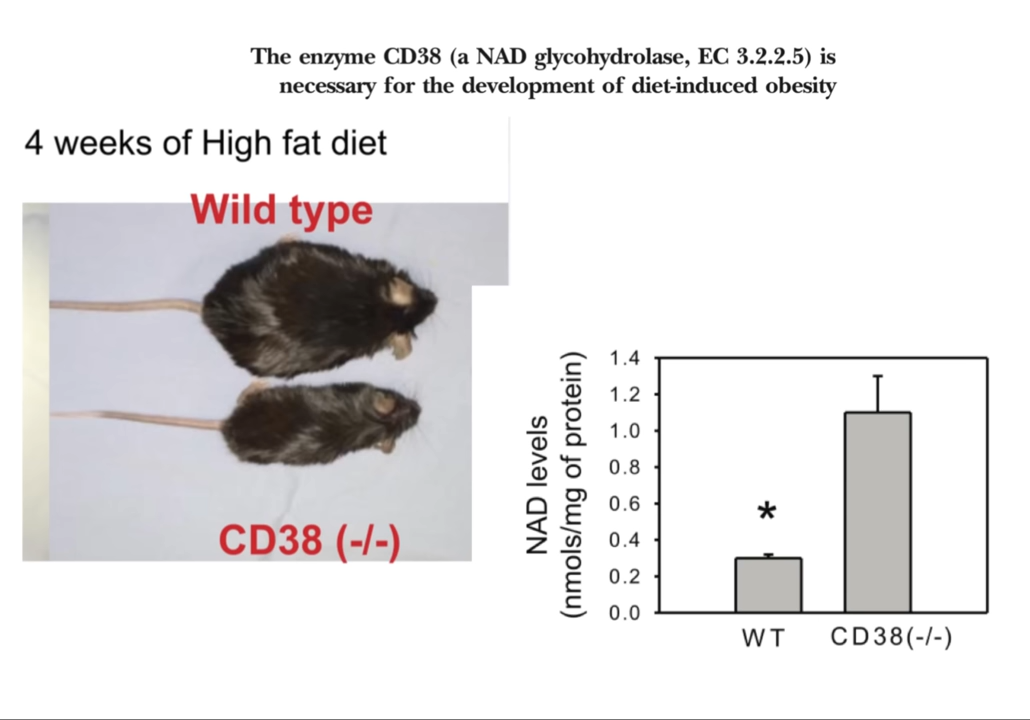 The enzyme CD38 (a NAD glycohydrolase, EC 3.2.2.5) is
necessary for the development of diet-induced obesity
4 weeks of High fat diet
Wild type
CD38 (-/-)
NAD levels
(nmols/mg of protein)
1.4
1.2
1.0
0.8
0.6
0.4
0.2
0.0
*
WT
CD38(-/-)